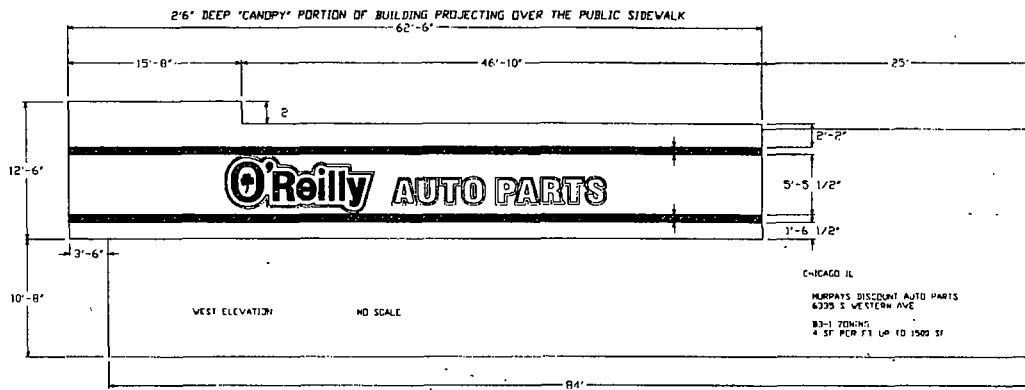 2'6" DEEP "CANOPY" PORTION OF BUILDING PROJECTING OVER THE PUBLIC SIDEWALK
62'-6"
15'-8" 46'-10" 25'
2
2'-2"
12'-6"
O'Reilly AUTO PARTS
5'-5 1/2"
1'-6 1/2"
3'-6"
CHICAGO IL
10'-8"
MURPAYS DISCOUNT AUTO PARTS
WEST ELEVATION NO SCALE
6335 S WESTERN AVE
B3-1 ZONING
4 SF PER FT UP TO 1500 SF
84'